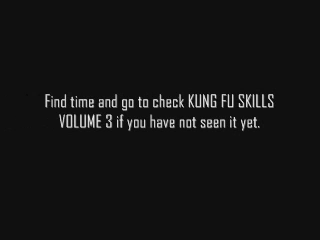 Find time and go to check KUNG FU SKILLS
VOLUME 3 if you have not seen it yet.